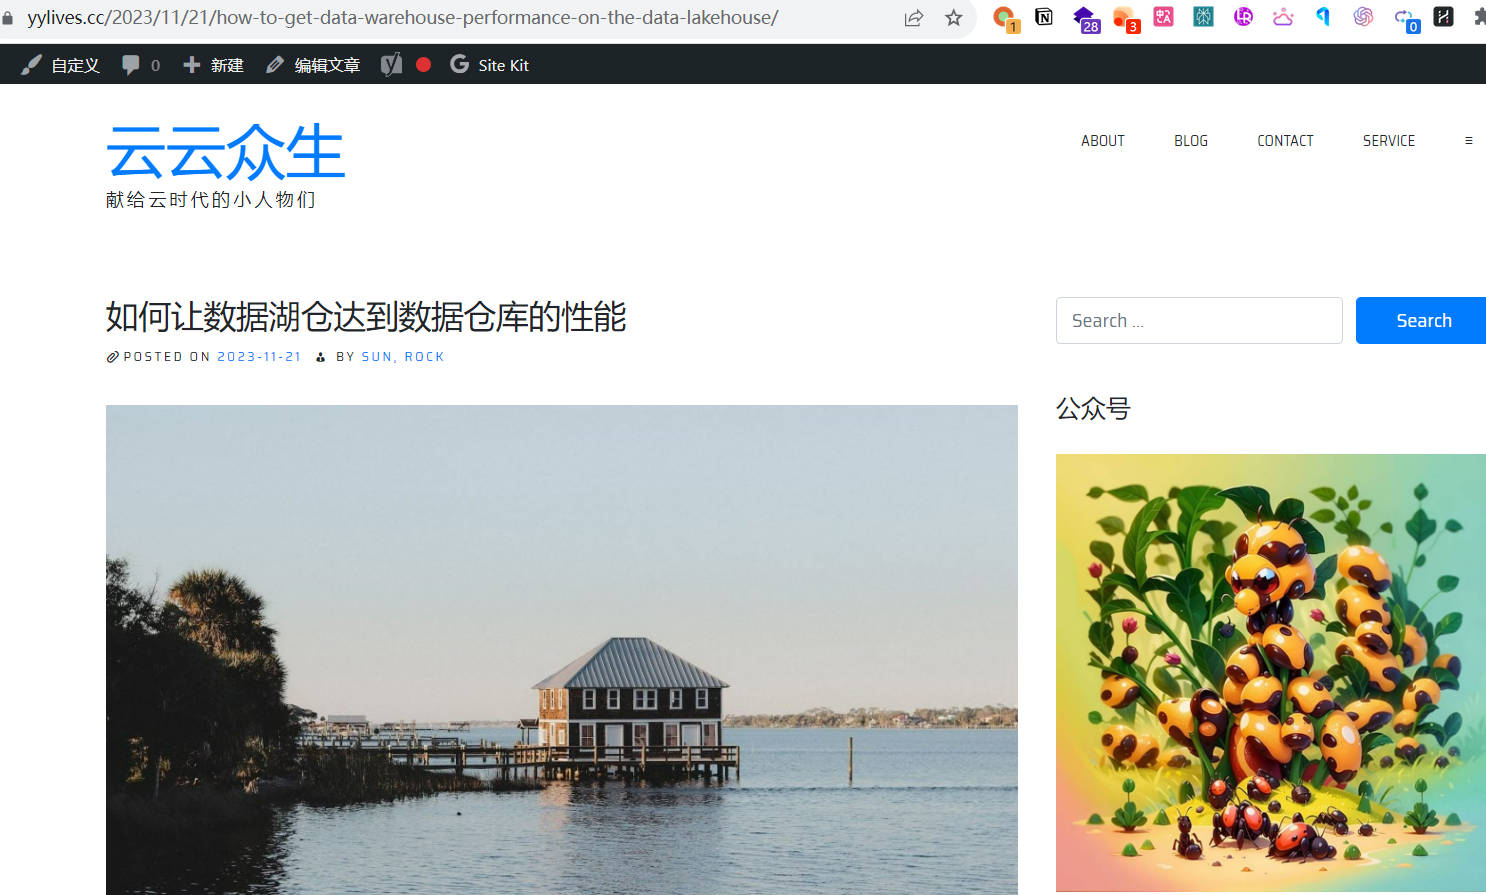 yylives.cc/2023/11/21/how-to-get-data-warehouse-performance-on-the-data-lakehouse/
1
28
3
0
自定义
0
新建
编辑文章
Site Kit
云云众生
献给云时代的小人物们
ABOUT
BLOG
CONTACT
SERVICE
如何让数据湖仓达到数据仓库的性能
POSTED ON 2023-11-21 BY SUN, ROCK
Search ...
Search
公众号